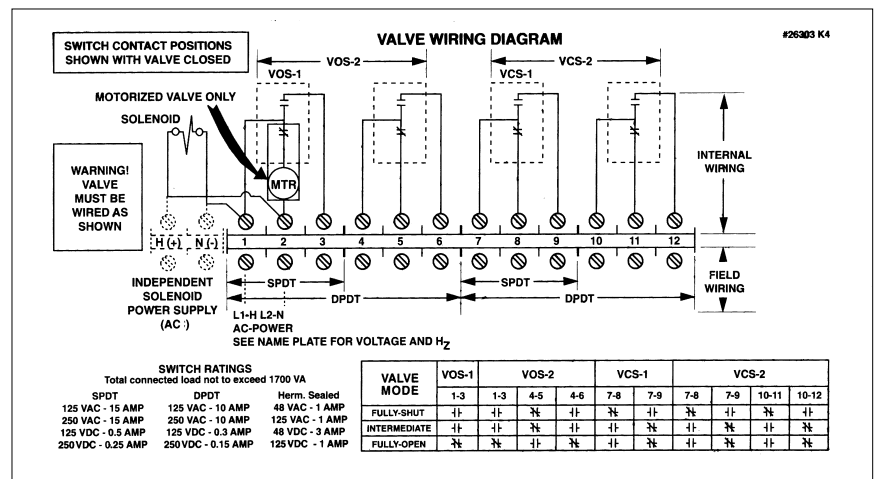 VALVE WIRING DIAGRAM
#26303 K4
SWITCH CONTACT POSITIONS
SHOWN WITH VALVE CLOSED
VOS-2
VCS-2
VOS-1
VCS-1
MOTORIZED VALVE ONLY
SOLENOID
WARNING!
VALVE
MUST BE
WIRED AS
SHOWN
MTR
INTERNAL
WIRING
H (+) N (-) 1 2 3 4 5 6 7 8 9 10 11 12
INDEPENDENT
SOLENOID
POWER SUPPLY
(AC )
SPDT
SPDT
DPDT
DPDT
FIELD
WIRING
L1-H L2-N
AC-POWER
SEE NAME PLATE FOR VOLTAGE AND HZ
SWITCH RATINGS
Total connected load not to exceed 1700 VA
SPDT DPDT Herm. Sealed
125 VAC - 15 AMP 125 VAC - 10 AMP 48 VAC - 1 AMP
250 VAC - 15 AMP 250 VAC - 10 AMP 125 VAC - 1 AMP
125 VDC - 0.5 AMP 125 VDC - 0.3 AMP 48 VDC - 3 AMP
250 VDC - 0.25 AMP 250 VDC - 0.15 AMP 125 VDC - 1 AMP
VALVE
MODE
VOS-1 VOS-2 VCS-1 VCS-2
1-3 1-3 4-5 4-6 7-8 7-9 7-8 7-9 10-11 10-12
FULLY-SHUT
INTERMEDIATE
FULLY-OPEN